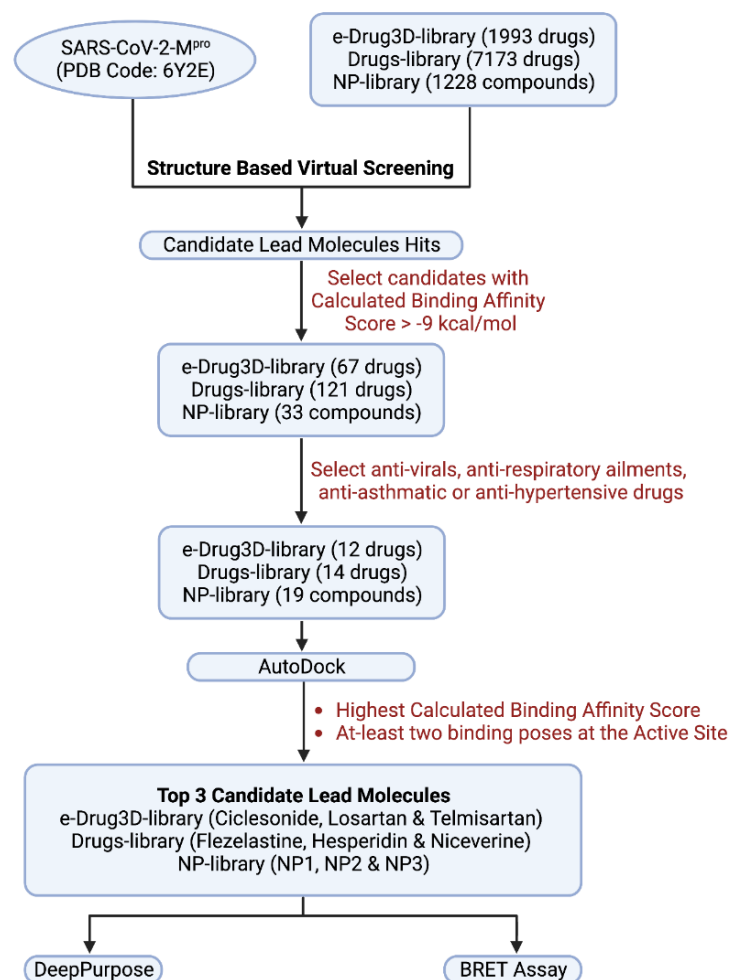 SARS-CoV-2-Mᵖʳᵒ
(PDB Code: 6Y2E)
e-Drug3D-library (1993 drugs)
Drugs-library (7173 drugs)
NP-library (1228 compounds)
Structure Based Virtual Screening
Candidate Lead Molecules Hits
Select candidates with
Calculated Binding Affinity
Score > -9 kcal/mol
e-Drug3D-library (67 drugs)
Drugs-library (121 drugs)
NP-library (33 compounds)
Select anti-virals, anti-respiratory ailments,
anti-asthmatic or anti-hypertensive drugs
e-Drug3D-library (12 drugs)
Drugs-library (14 drugs)
NP-library (19 compounds)
AutoDock
• Highest Calculated Binding Affinity Score
• At-least two binding poses at the Active Site
Top 3 Candidate Lead Molecules
e-Drug3D-library (Ciclesonide, Losartan & Telmisartan)
Drugs-library (Flezelastine, Hesperidin & Niceverine)
NP-library (NP1, NP2 & NP3)
DeepPurpose
BRET Assay